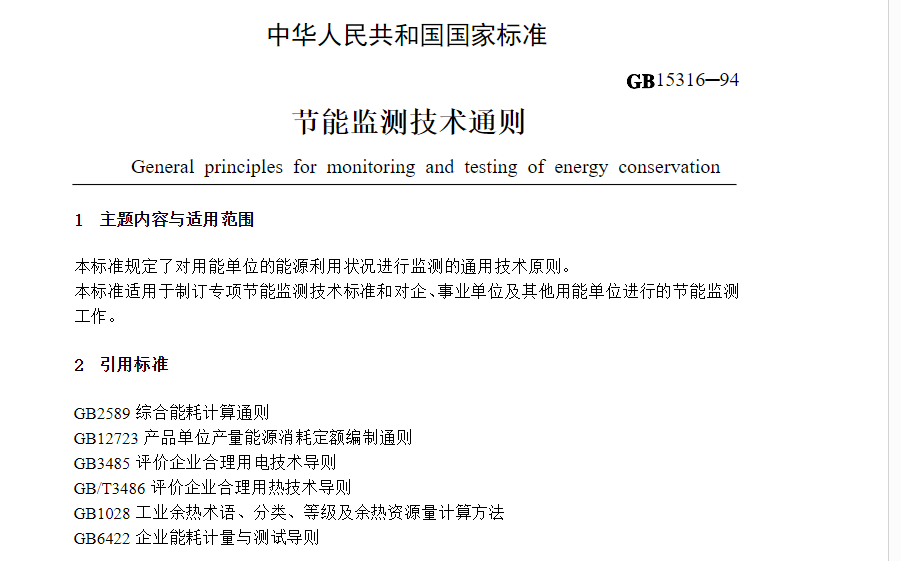 中华人民共和国国家标准
GB15316—94
节能监测技术通则
General principles for monitoring and testing of energy conservation
1 主题内容与适用范围
本标准规定了对用能单位的能源利用状况进行监测的通用技术原则。
本标准适用于制订专项节能监测技术标准和对企、事业单位及其他用能单位进行的节能监测
工作。
2 引用标准
GB2589 综合能耗计算通则
GB12723 产品单位产量能源消耗定额编制通则
GB3485 评价企业合理用电技术导则
GB/T3486 评价企业合理用热技术导则
GB1028 工业余热术语、分类、等级及余热资源量计算方法
GB6422 企业能耗计量与测试导则